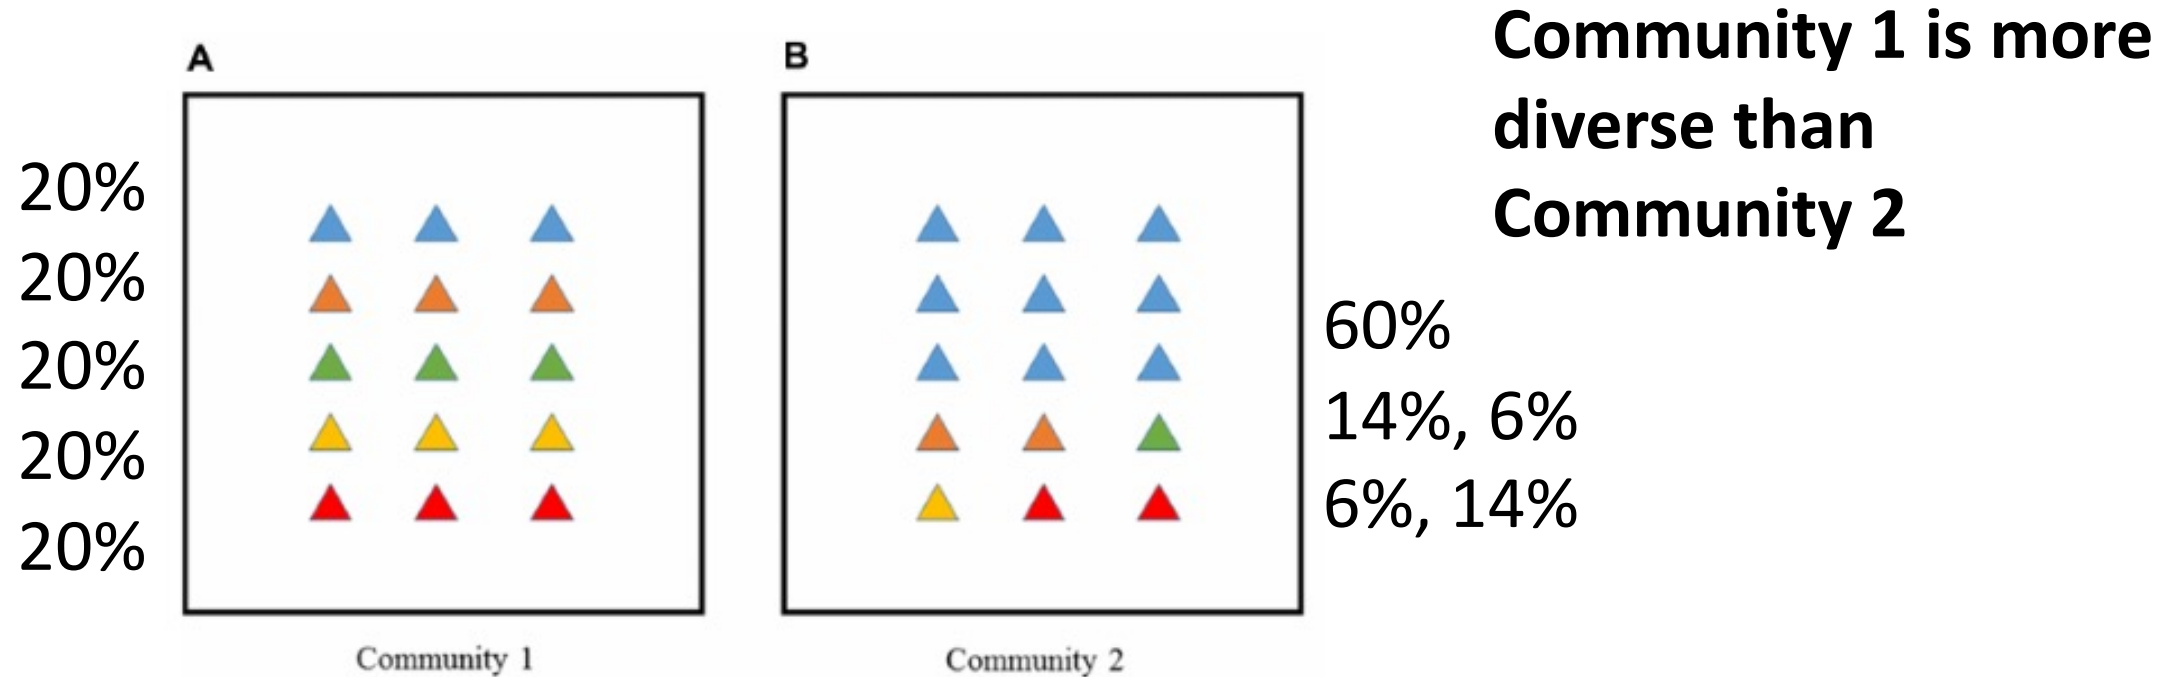 A
B
Community 1 is more
diverse than
Community 2
20%
20%
20%
20%
20%
60%
14%, 6%
6%, 14%
Community 1
Community 2